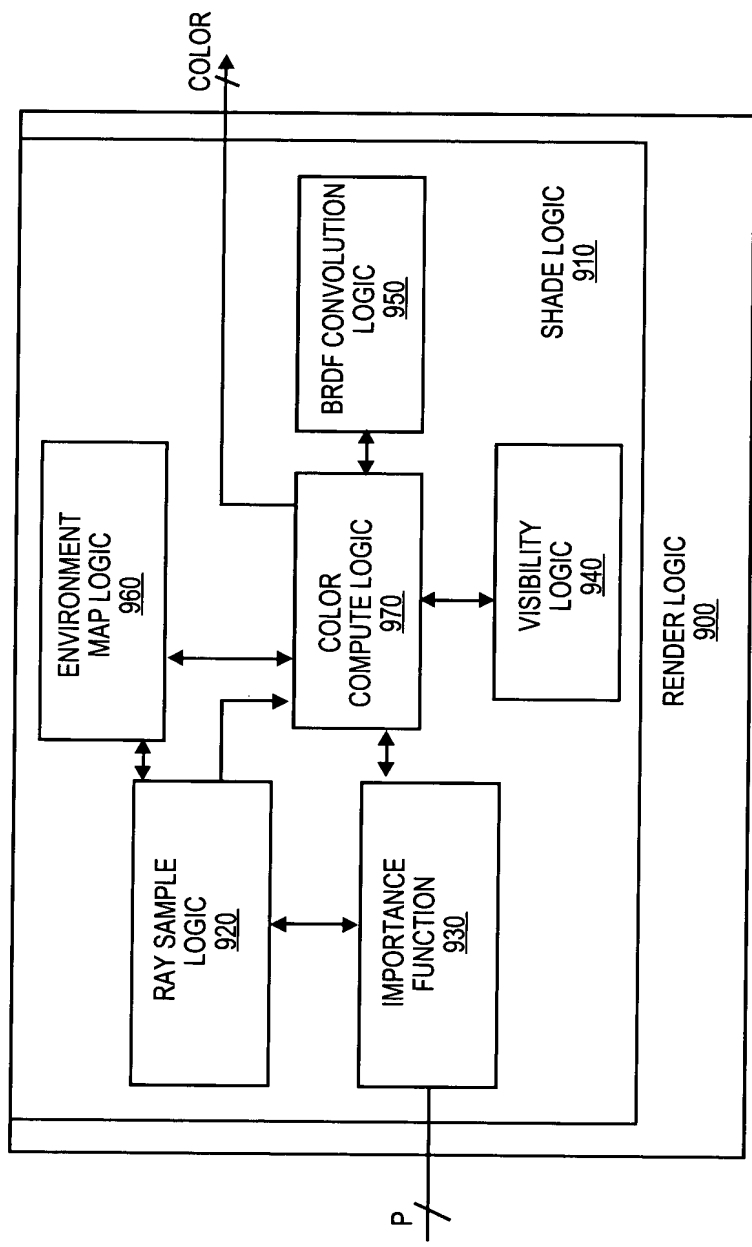 P
COLOR
RAY SAMPLE
LOGIC
920
ENVIRONMENT
MAP LOGIC
960
IMPORTANCE
FUNCTION
930
COLOR
COMPUTE LOGIC
970
BRDF CONVOLUTION
LOGIC
950
VISIBILITY
LOGIC
940
SHADE LOGIC
910
RENDER LOGIC
900